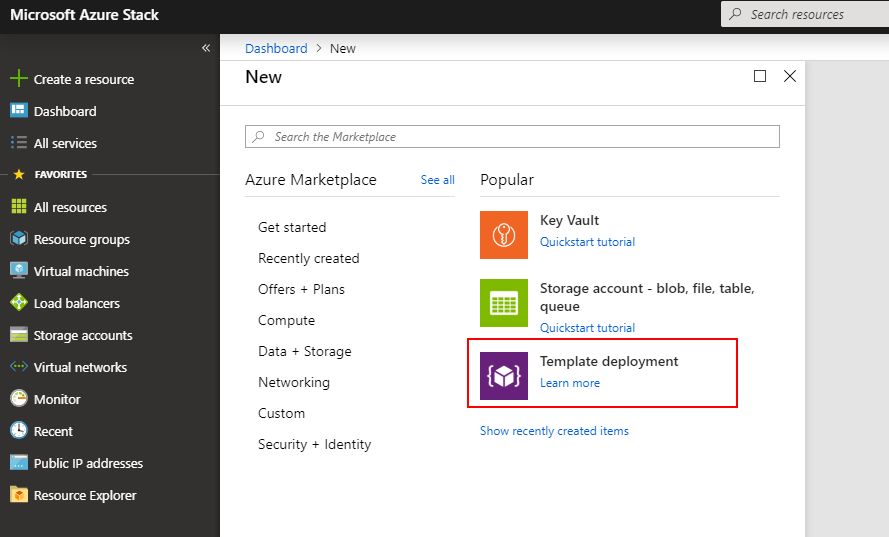 Microsoft Azure Stack
Search resources
«
Create a resource
Dashboard
All services
FAVORITES
All resources
Resource groups
Virtual machines
Load balancers
Storage accounts
Virtual networks
Monitor
Recent
Public IP addresses
Resource Explorer
Dashboard > New
New
Search the Marketplace
Azure Marketplace
See all
Get started
Recently created
Offers + Plans
Compute
Data + Storage
Networking
Custom
Security + Identity
Popular
Key Vault
Quickstart tutorial
Storage account - blob, file, table,
queue
Quickstart tutorial
Template deployment
Learn more
Show recently created items